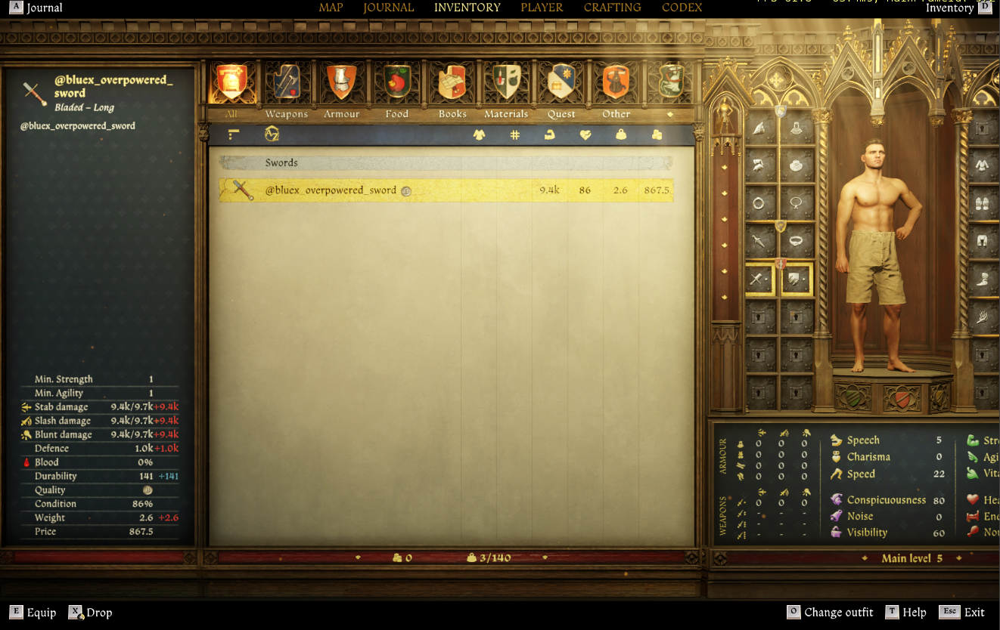 A Journal
MAP JOURNAL INVENTORY PLAYER CRAFTING CODEX
Inventory D
@bluex_overpowered_
sword
Bladed – Long
@bluex_overpowered_sword
All Weapons Armour Food Books Materials Quest Other
Swords
@bluex_overpowered_sword 9.4k 86 2.6 867.5
Min. Strength 1
Min. Agility 1
Stab damage 9.4k/9.7k+9.4k
Slash damage 9.4k/9.7k+9.4k
Blunt damage 9.4k/9.7k+9.4k
Defence 1.0k+1.0k
Blood 0%
Durability 141 +141
Quality
Condition 86%
Weight 2.6 +2.6
Price 867.5
0 3/140
ARMOUR
0 0 0
0 0 0
0 0 0
0 0 0
WEAPONS
0 0 0
- - -
- - -
Speech 5
Charisma 0
Speed 22
Conspicuousness 80
Noise 0
Visibility 60
Str
Agi
Vita
Hea
Ene
Nou
Main level 5
E Equip X Drop
O Change outfit T Help Esc Exit